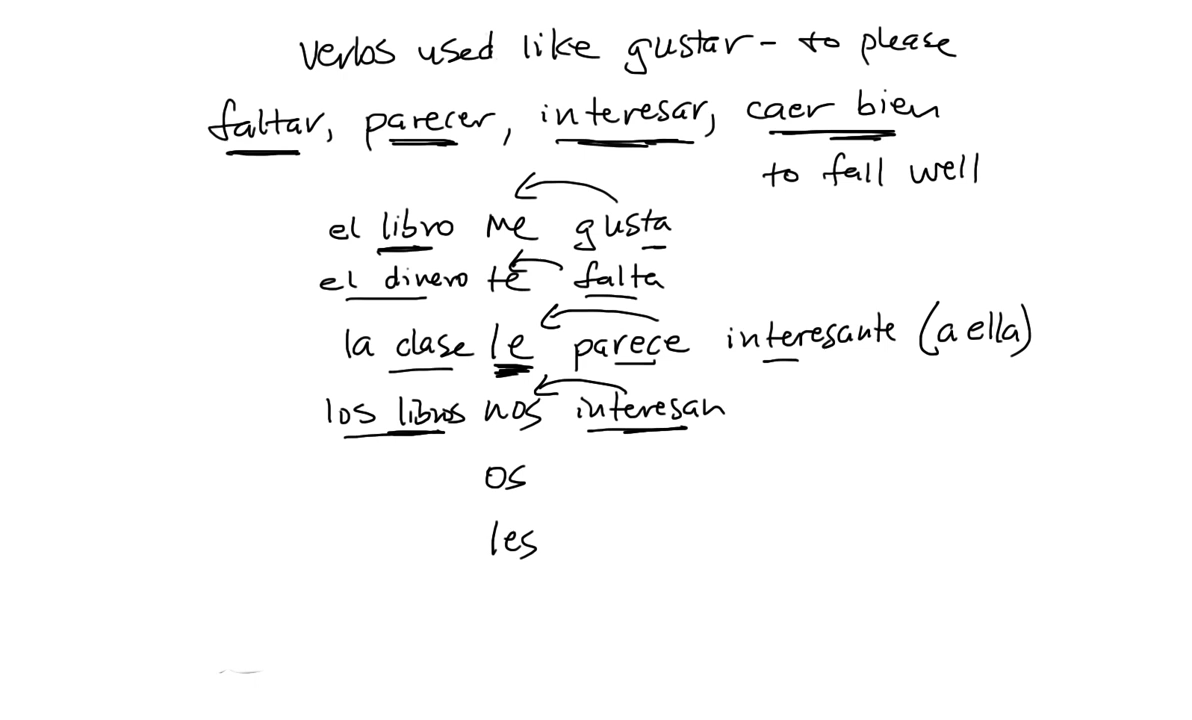 verbos used like gustar - to please
faltar, parecer, interesar, caer bien
to fall well
el libro me gusta
el dinero te falta
la clase le parece interesante (a ella)
los libros nos interesan
os
les